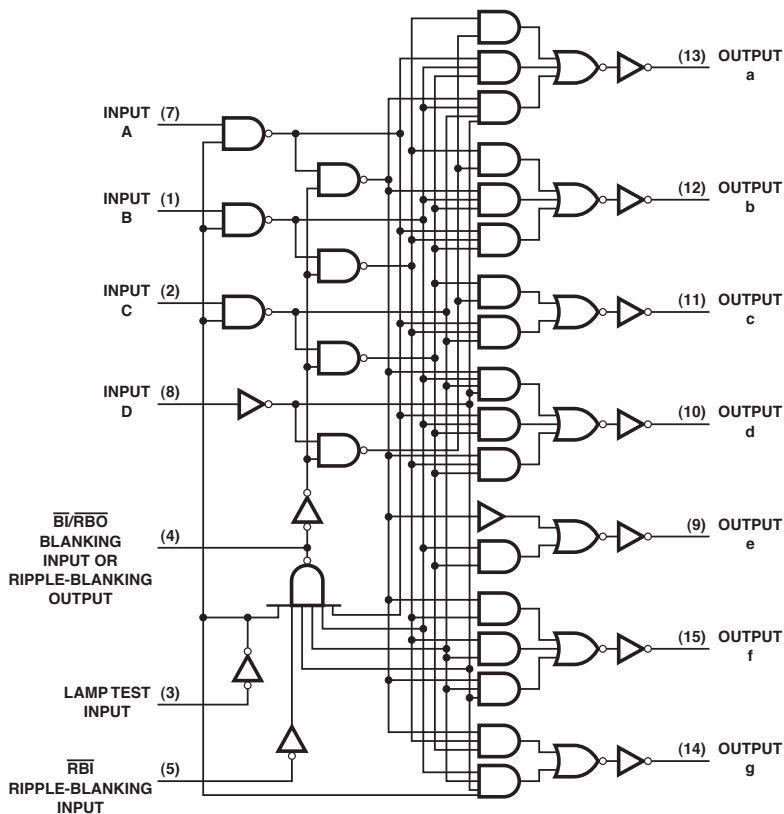 (13) OUTPUT
a
INPUT (7)
A
INPUT (1)
B
(12) OUTPUT
b
INPUT (2)
C
(11) OUTPUT
c
INPUT (8)
D
(10) OUTPUT
d
BI/RBO
BLANKING (4)
INPUT OR
RIPPLE-BLANKING
OUTPUT
(9) OUTPUT
e
(15) OUTPUT
f
LAMP TEST (3)
INPUT
(14) OUTPUT
g
RBI (5)
RIPPLE-BLANKING
INPUT